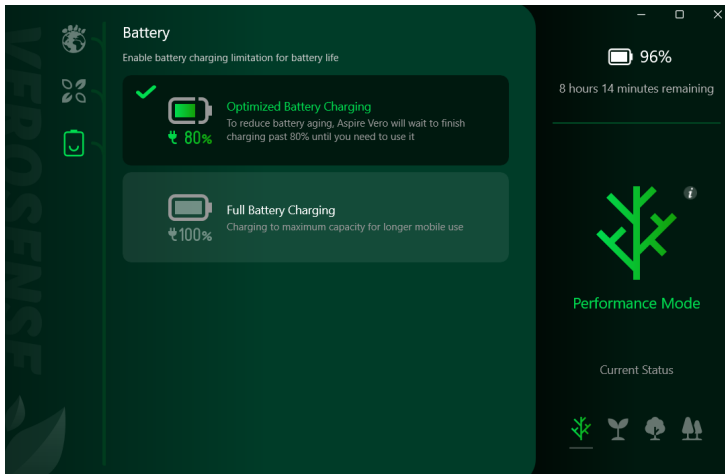 VEROSENSE
Battery
Enable battery charging limitation for battery life
Optimized Battery Charging
To reduce battery aging, Aspire Vero will wait to finish
charging past 80% until you need to use it
80%
Full Battery Charging
Charging to maximum capacity for longer mobile use
100%
96%
8 hours 14 minutes remaining
i
Performance Mode
Current Status